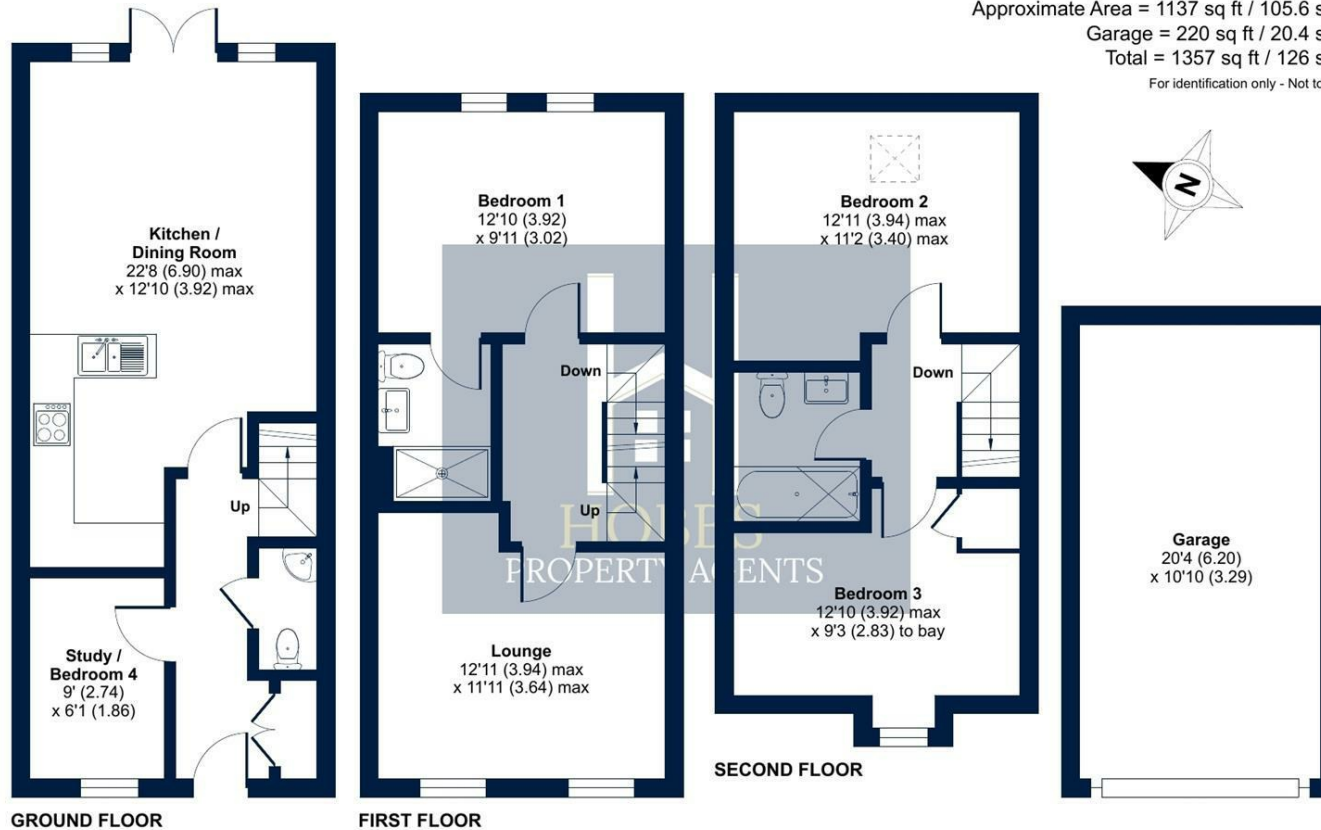 Approximate Area = 1137 sq ft / 105.6 s
Garage = 220 sq ft / 20.4 s
Total = 1357 sq ft / 126 s
For identification only - Not to
N
Kitchen /
Dining Room
22'8 (6.90) max
x 12'10 (3.92) max
Up
Study /
Bedroom 4
9' (2.74)
x 6'1 (1.86)
GROUND FLOOR
Bedroom 1
12'10 (3.92)
x 9'11 (3.02)
Down
Up
HOBBS
PROPERTY AGENTS
Lounge
12'11 (3.94) max
x 11'11 (3.64) max
FIRST FLOOR
Bedroom 2
12'11 (3.94) max
x 11'2 (3.40) max
Down
Bedroom 3
12'10 (3.92) max
x 9'3 (2.83) to bay
SECOND FLOOR
Garage
20'4 (6.20)
x 10'10 (3.29)